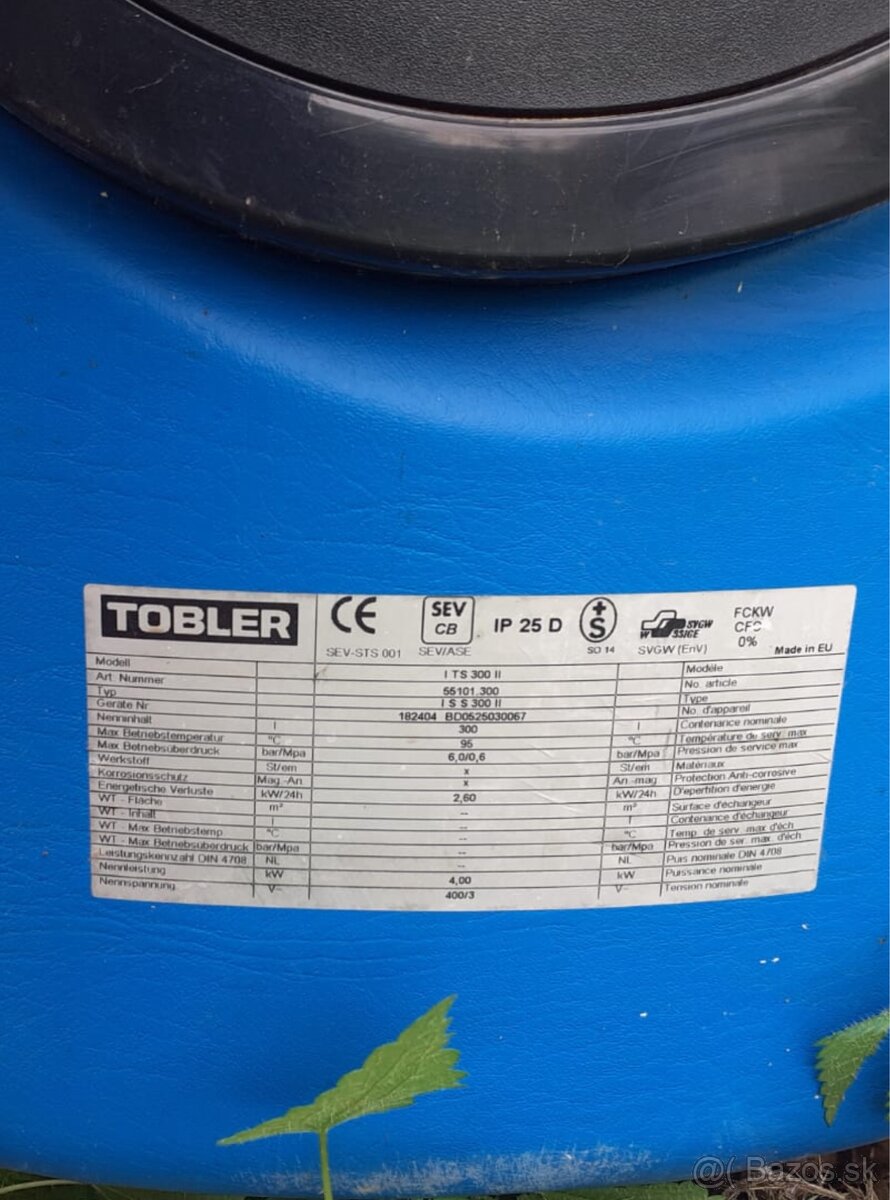 TOBLER
CE
SEV-STS 001
SEV
CB
SEV/ASE
IP 25 D
+
S
SO 14
W
SVGW
SSIGE
SVGW (EnV)
FCKW
CFC
0%
Made in EU
Modell I TS 300 II Modèle
Art. Nummer 55101.300 No. article
Typ I S S 300 II Type
Geräte Nr 182404 BD0525030067 No. d'appareil
Nenninhalt l 300 l Contenance nominale
Max Betriebstemperatur °C 95 °C Température du serv. max
Max Betriebsüberdruck bar/Mpa 6,0/0,6 bar/Mpa Pression de service max
Werkstoff St/em x St/em Matériaux
Korrosionsschutz Mag.-An. x An.-mag Protection Anti-corrosive
Energetische Verluste kW/24h 2,60 kW/24h D'epertition d'energie
WT - Fläche m² -- m² Surface d'échangeur
WT - Inhalt l -- l Contenance d'échangeur
WT - Max Betriebstemp °C -- °C Temp. de serv. max d'éch
WT - Max Betriebsüberdruck bar/Mpa -- bar/Mpa Pression de ser. max d'éch
Leistungskennzahl DIN 4708 NL -- NL Puis nominale DIN 4708
Nennleistung kW 4,00 kW Puissance nominale
Nennspannung V~ 400/3 V~ Tension nominale
@( Bazos.sk